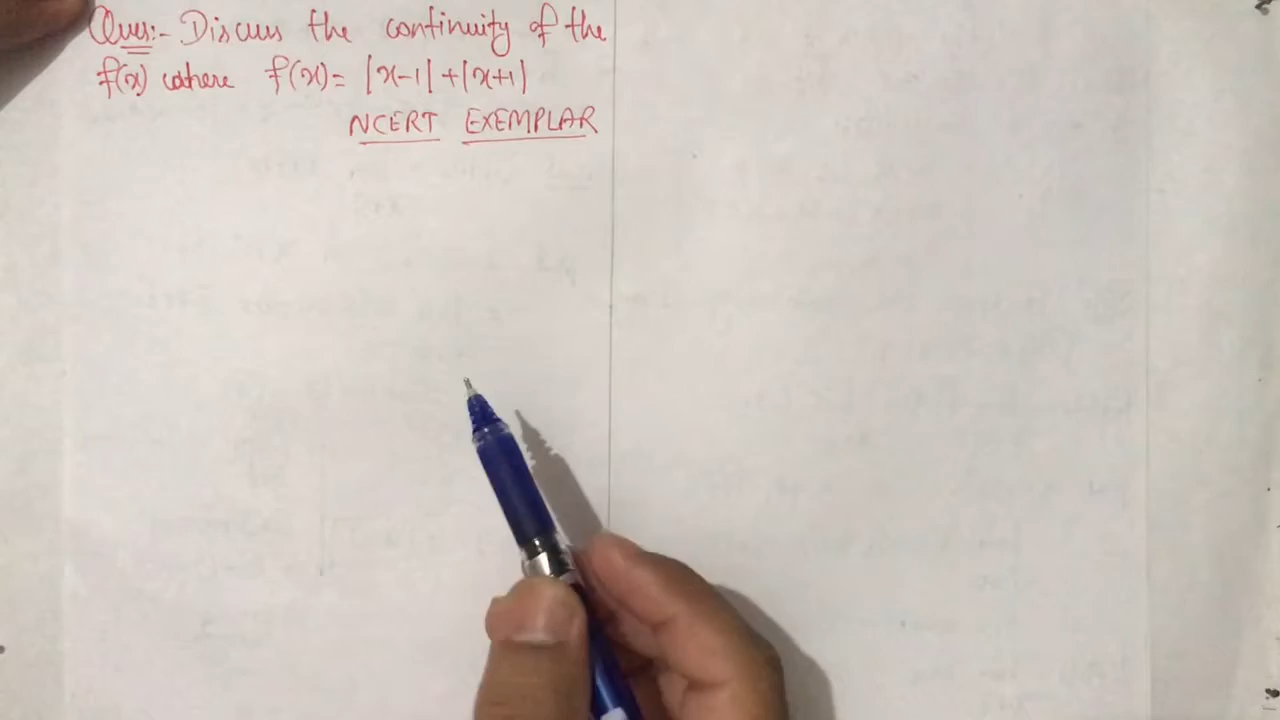 Ques:- Discuss the continuity of the
f(x) where f(x)= |x-1|+|x+1|
NCERT EXEMPLAR